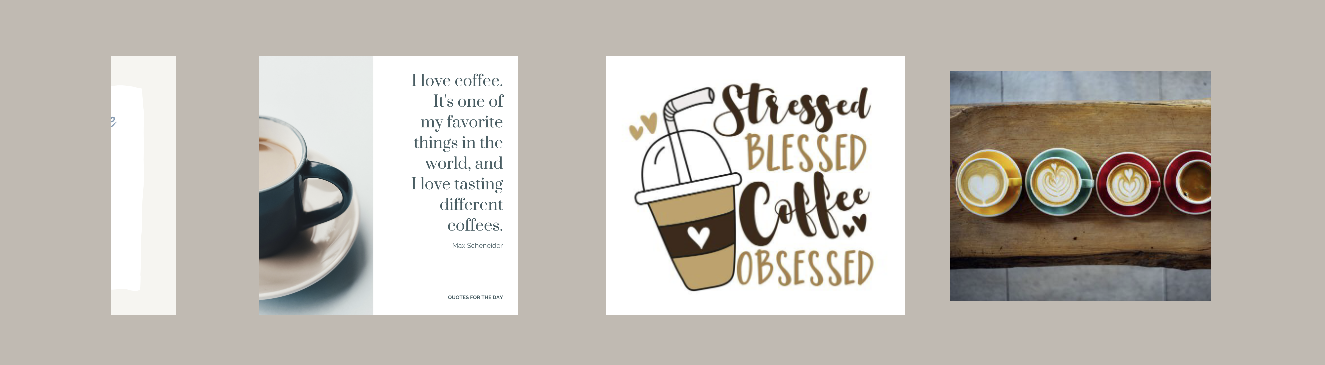 e
I love coffee.
It's one of
my favorite
things in the
world, and
I love tasting
different
coffees.
Max Scheneider
QUOTES FOR THE DAY
Stressed
BLESSED
Coffee
OBSESSED